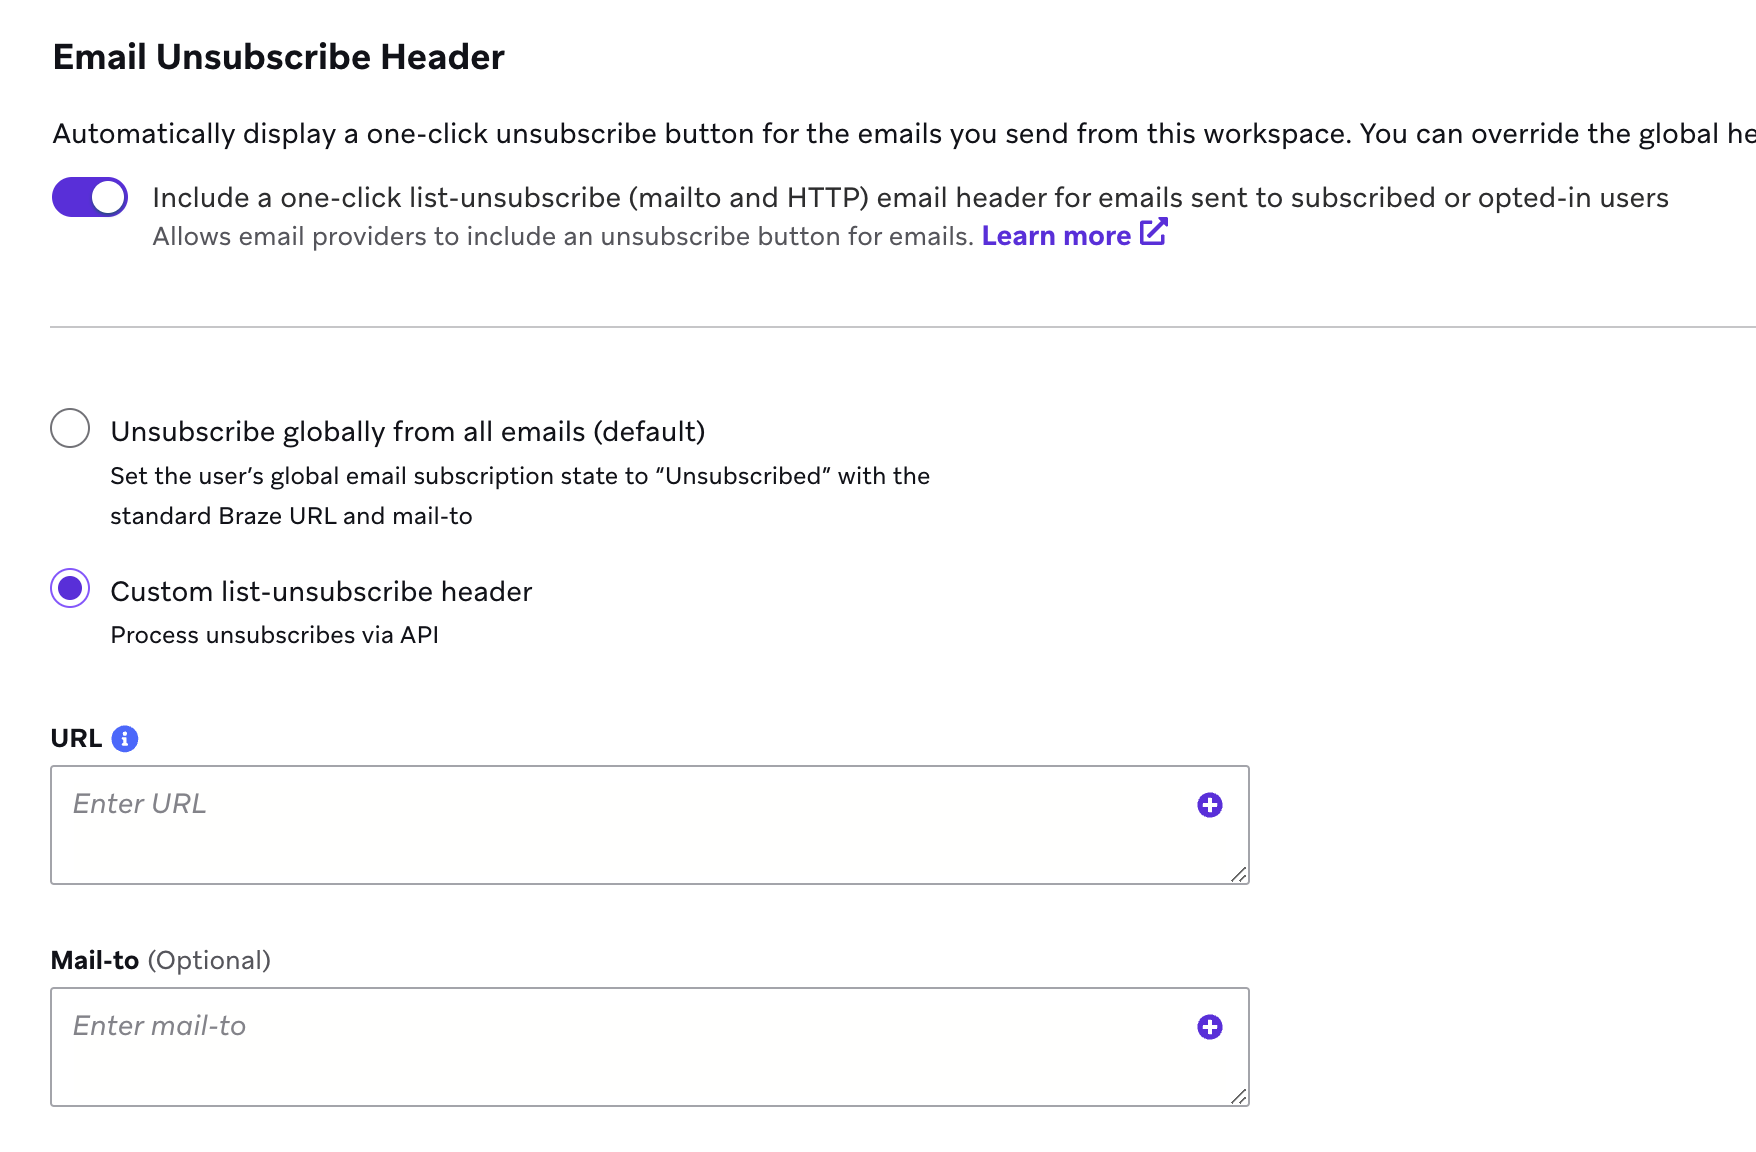 Email Unsubscribe Header
Automatically display a one-click unsubscribe button for the emails you send from this workspace. You can override the global he
Include a one-click list-unsubscribe (mailto and HTTP) email header for emails sent to subscribed or opted-in users
Allows email providers to include an unsubscribe button for emails. Learn more
Unsubscribe globally from all emails (default)
Set the user’s global email subscription state to “Unsubscribed” with the
standard Braze URL and mail-to
Custom list-unsubscribe header
Process unsubscribes via API
URL
Enter URL
Mail-to (Optional)
Enter mail-to